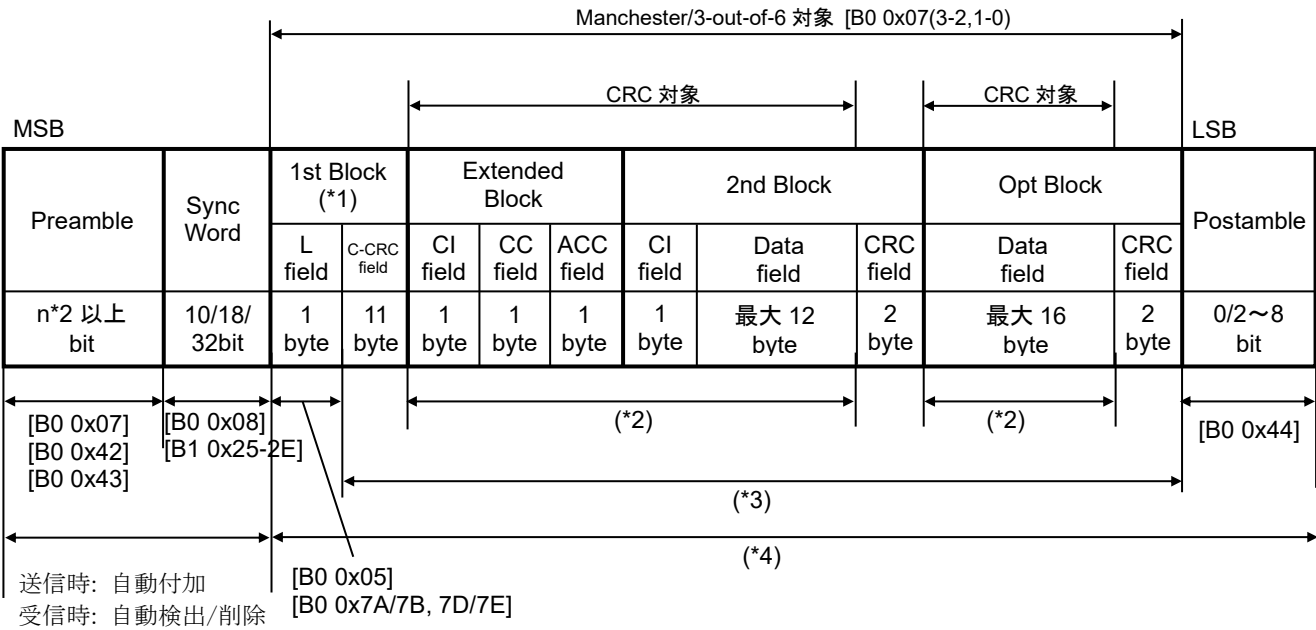 Manchester/3-out-of-6 対象 [B0 0x07(3-2,1-0)
CRC 対象
CRC 対象
MSB
LSB
Preamble
Sync
Word
1st Block
(*1)
Extended
Block
2nd Block
Opt Block
Postamble
L
field
C-CRC
field
CI
field
CC
field
ACC
field
CI
field
Data
field
CRC
field
Data
field
CRC
field
n*2 以上
bit
10/18/
32bit
1
byte
11
byte
1
byte
1
byte
1
byte
1
byte
最大 12
byte
2
byte
最大 16
byte
2
byte
0/2～8
bit
[B0 0x07]
[B0 0x42]
[B0 0x43]
[B0 0x08]
[B1 0x25-2E]
(*2)
(*2)
[B0 0x44]
(*3)
(*4)
送信時: 自動付加
受信時: 自動検出/削除
[B0 0x05]
[B0 0x7A/7B, 7D/7E]